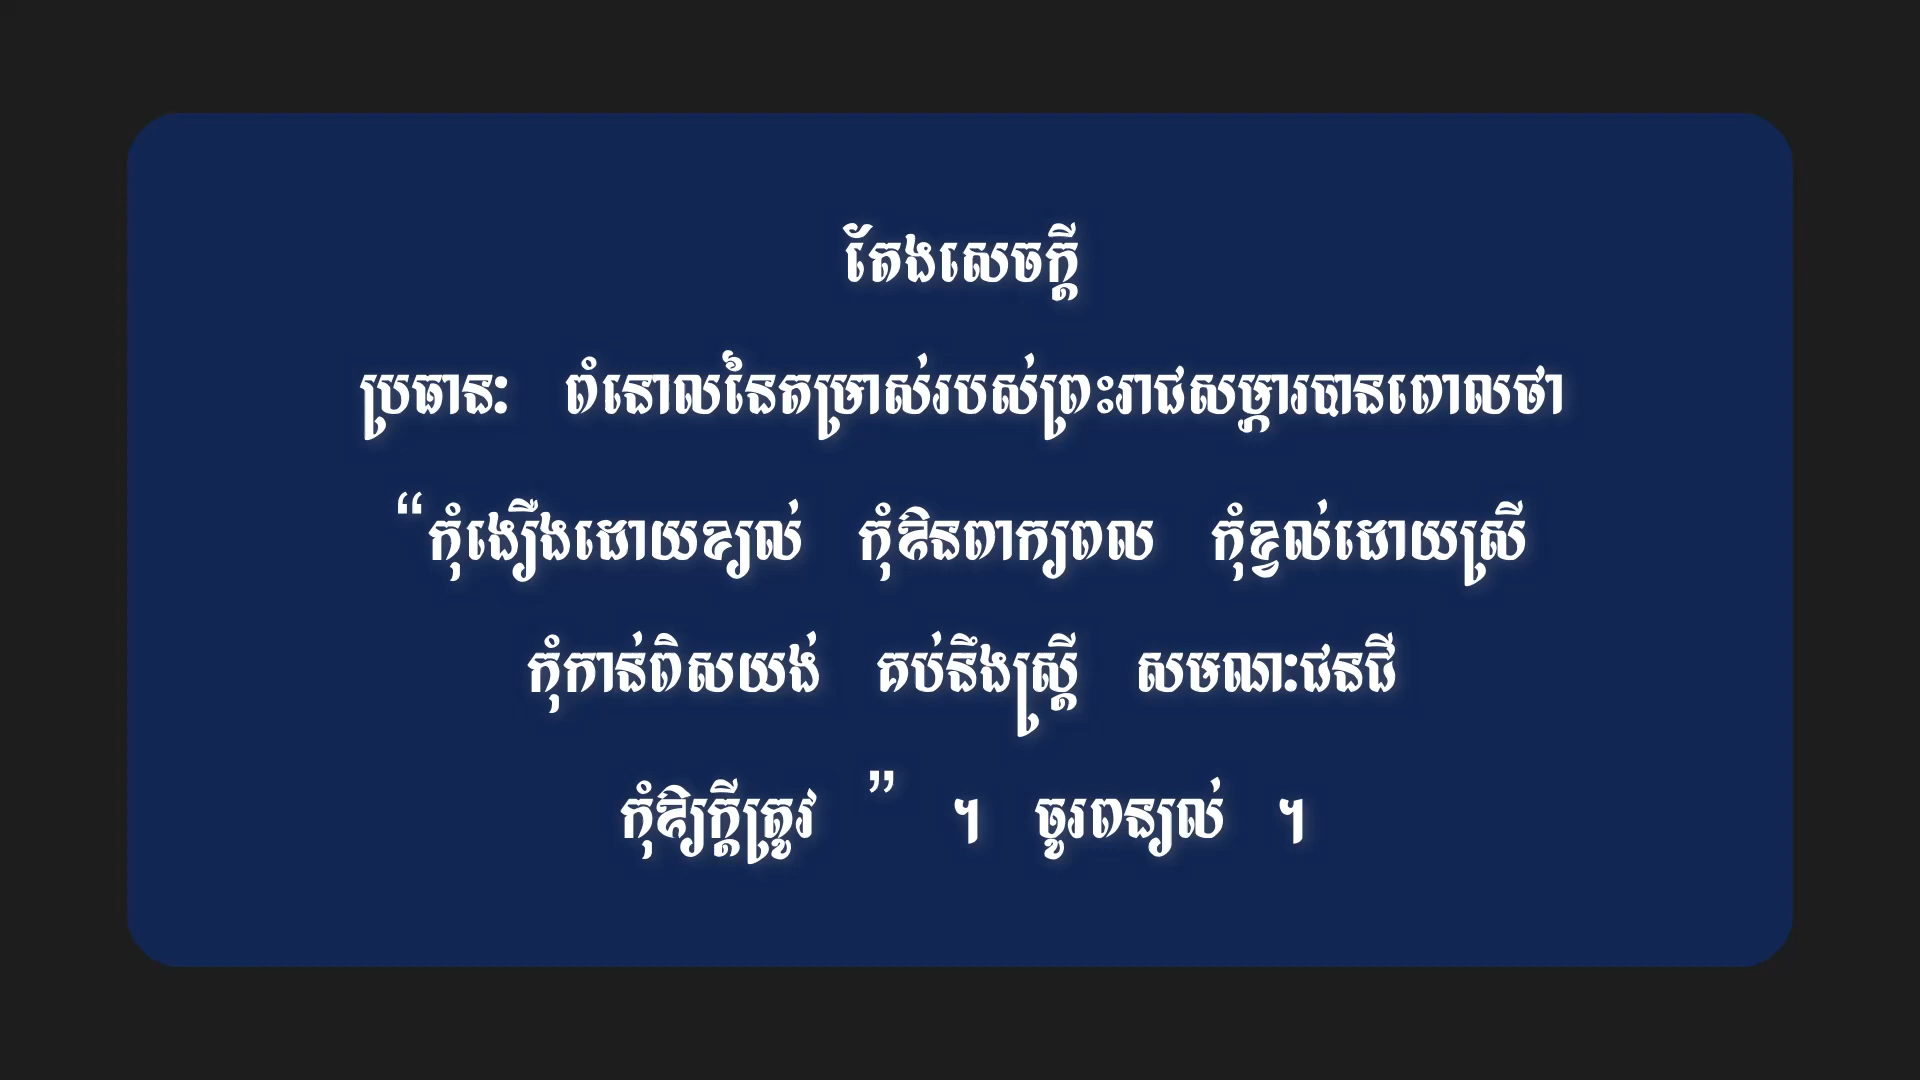 តែងសេចក្ដី
ប្រធានៈ ពំនោលនៃតម្រាស់របស់ព្រះរាជសម្ភារបានពោលថា
“កុំងឿងដោយខ្យល់ កុំឱនពាក្យពល កុំខ្វល់ដោយស្រី
កុំកាន់ពិសយង់ គប់នឹងស្ត្រី សមណៈជនជី
កុំឱ្យក្ដីត្រូវ ” ។ ចូរពន្យល់ ។